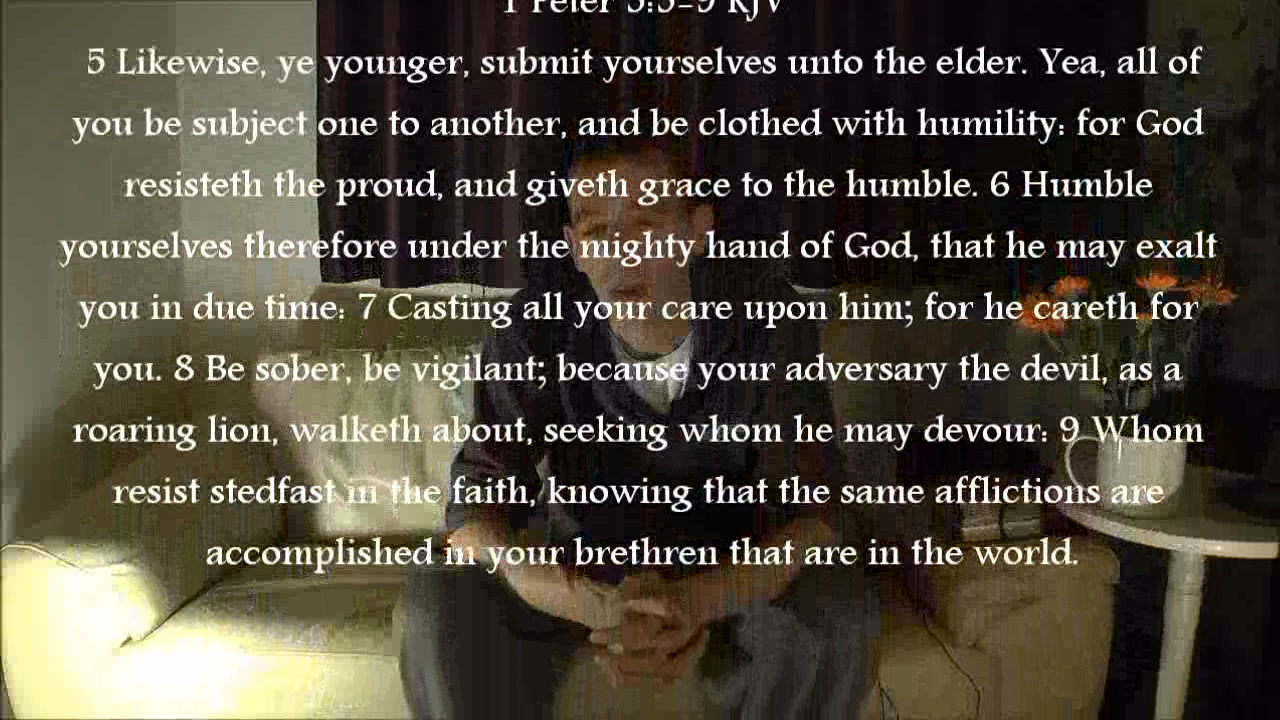 1 Peter 5:5-9 KJV
5 Likewise, ye younger, submit yourselves unto the elder. Yea, all of
you be subject one to another, and be clothed with humility: for God
resisteth the proud, and giveth grace to the humble. 6 Humble
yourselves therefore under the mighty hand of God, that he may exalt
you in due time: 7 Casting all your care upon him; for he careth for
you. 8 Be sober, be vigilant; because your adversary the devil, as a
roaring lion, walketh about, seeking whom he may devour: 9 Whom
resist stedfast in the faith, knowing that the same afflictions are
accomplished in your brethren that are in the world.